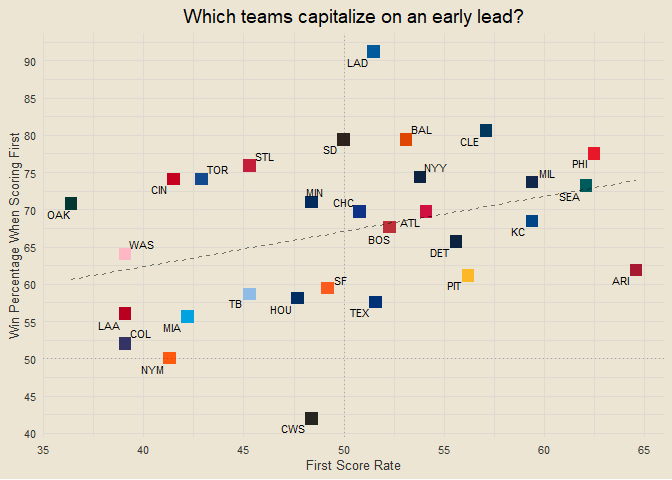 Which teams capitalize on an early lead?
Win Percentage When Scoring First
90
85
80
75
70
65
60
55
50
45
40
LAD
SD
BAL
CLE
STL
TOR
CIN
NYY
PHI
MIL
SEA
OAK
MIN
CHC
ATL
BOS
KC
DET
WAS
PIT
ARI
SF
TB
HOU
TEX
LAA
COL
MIA
NYM
CWS
35
40
45
50
55
60
65
First Score Rate